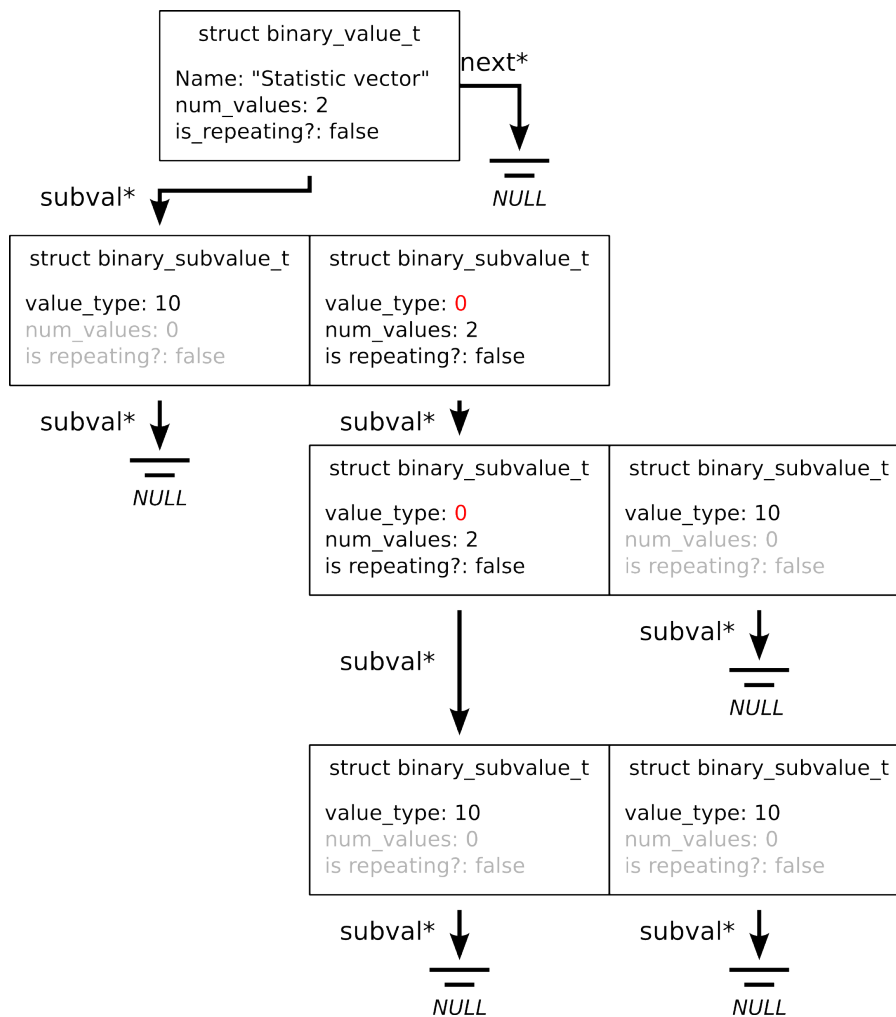 struct binary_value_t
Name: "Statistic vector"
num_values: 2
is_repeating?: false
next*
NULL
subval*
struct binary_subvalue_t
value_type: 10
num_values: 0
is repeating?: false
struct binary_subvalue_t
value_type: 0
num_values: 2
is repeating?: false
subval*
NULL
subval*
struct binary_subvalue_t
value_type: 0
num_values: 2
is repeating?: false
struct binary_subvalue_t
value_type: 10
num_values: 0
is repeating?: false
subval*
subval*
NULL
struct binary_subvalue_t
value_type: 10
num_values: 0
is repeating?: false
struct binary_subvalue_t
value_type: 10
num_values: 0
is repeating?: false
subval*
NULL
subval*
NULL